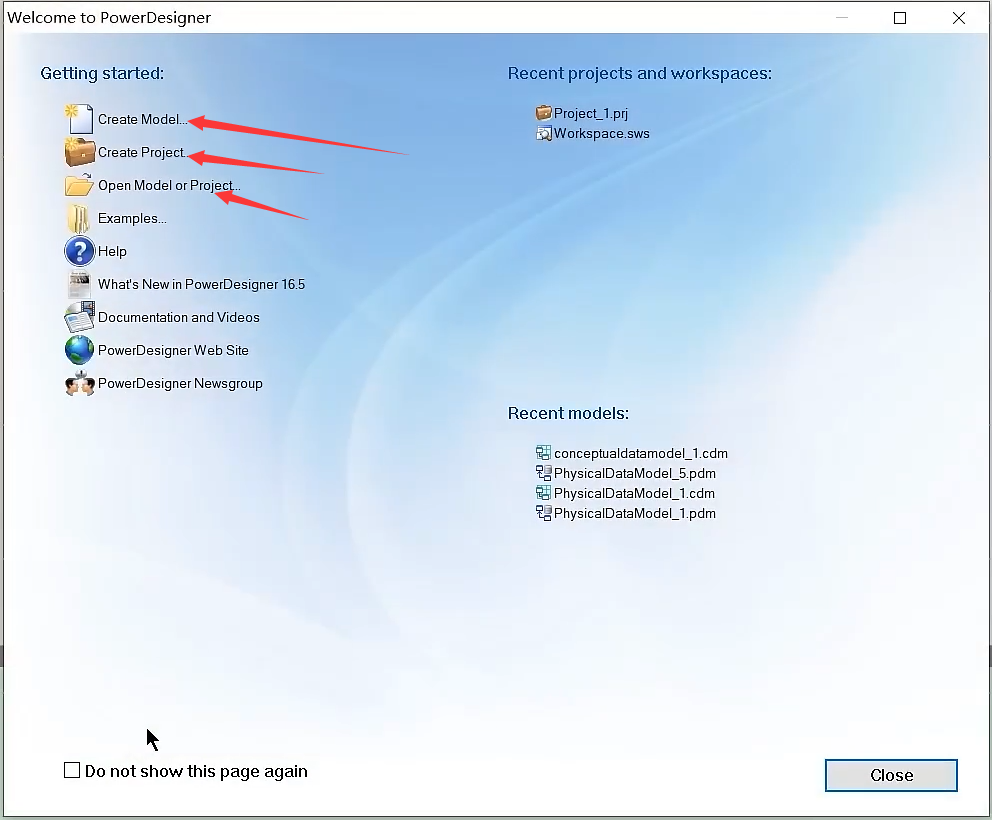 Welcome to PowerDesigner
Getting started:
Create Model...
Create Project...
Open Model or Project...
Examples...
Help
What's New in PowerDesigner 16.5
Documentation and Videos
PowerDesigner Web Site
PowerDesigner Newsgroup
Recent projects and workspaces:
Project_1.prj
Workspace.sws
Recent models:
conceptualdatamodel_1.cdm
PhysicalDataModel_5.pdm
PhysicalDataModel_1.cdm
PhysicalDataModel_1.pdm
Do not show this page again
Close